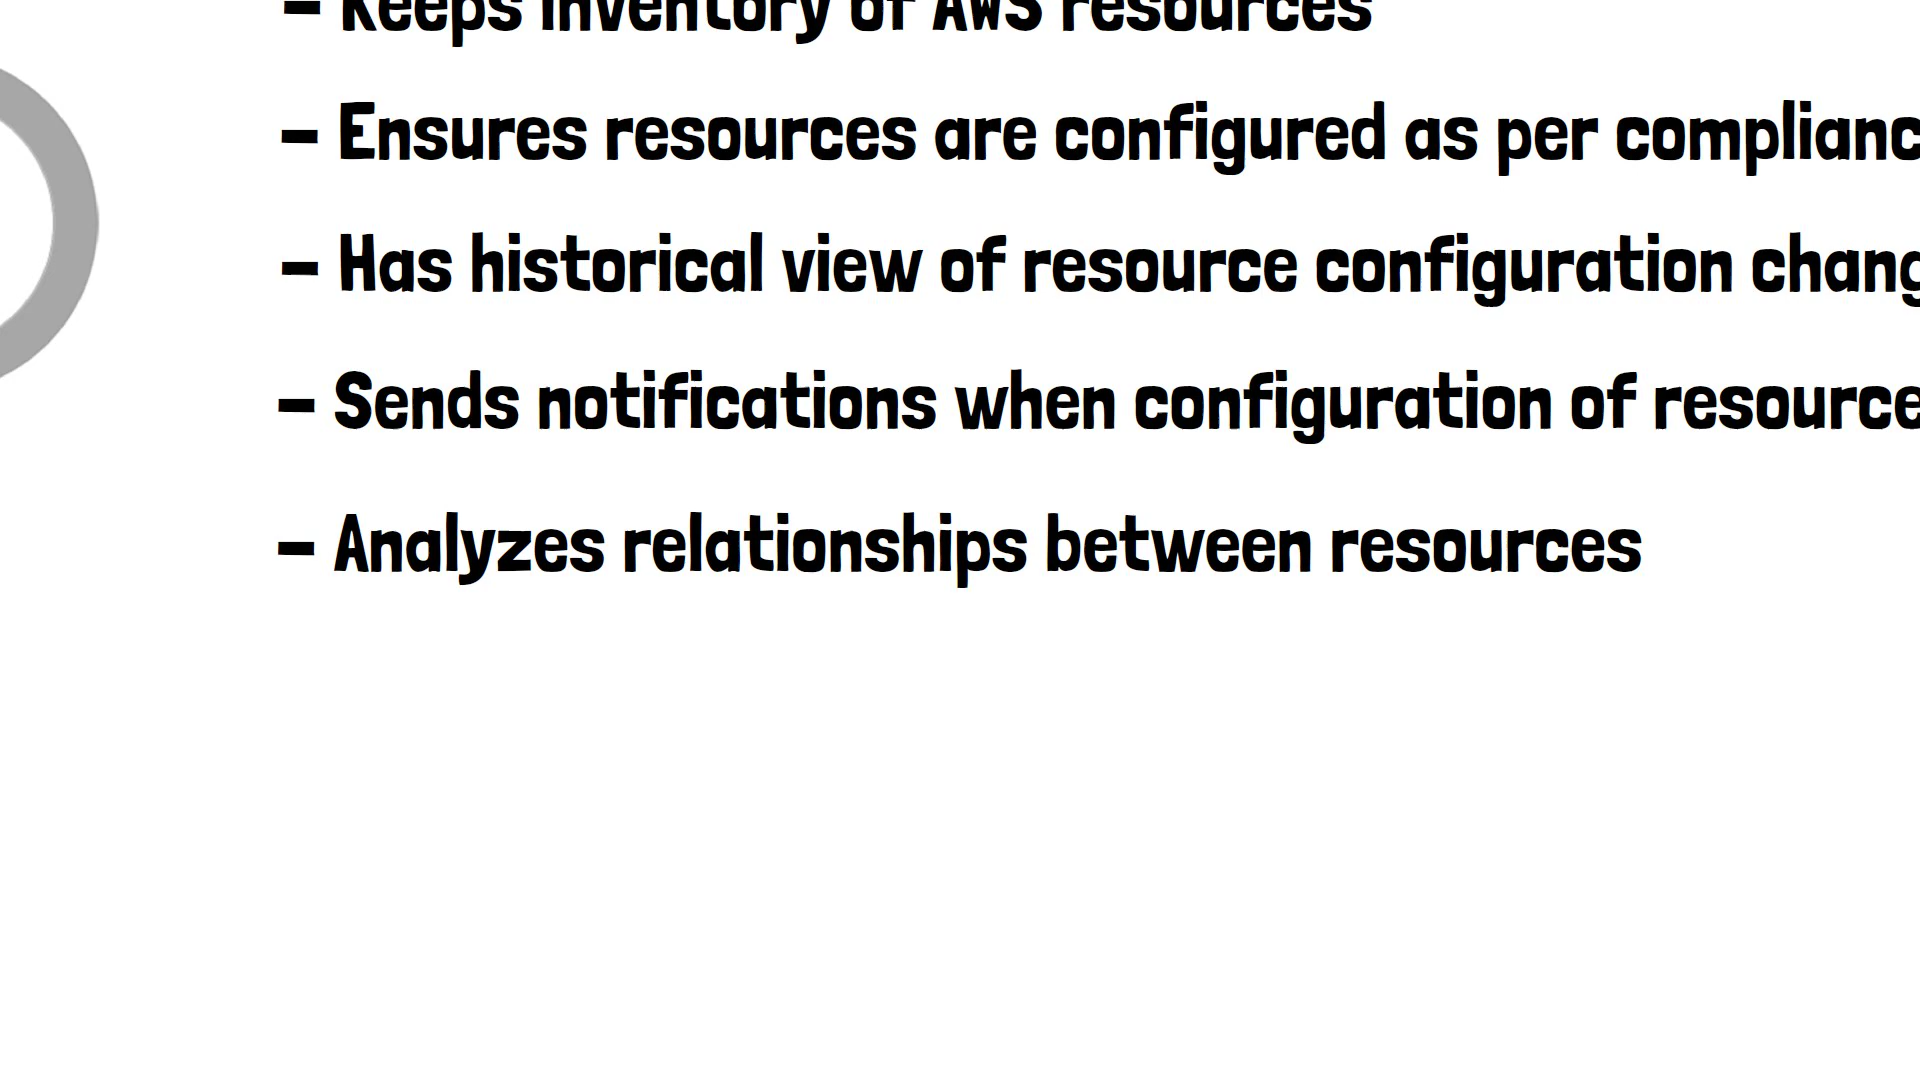 - Keeps inventory of AWS resources
- Ensures resources are configured as per complianc
- Has historical view of resource configuration chang
- Sends notifications when configuration of resource
- Analyzes relationships between resources